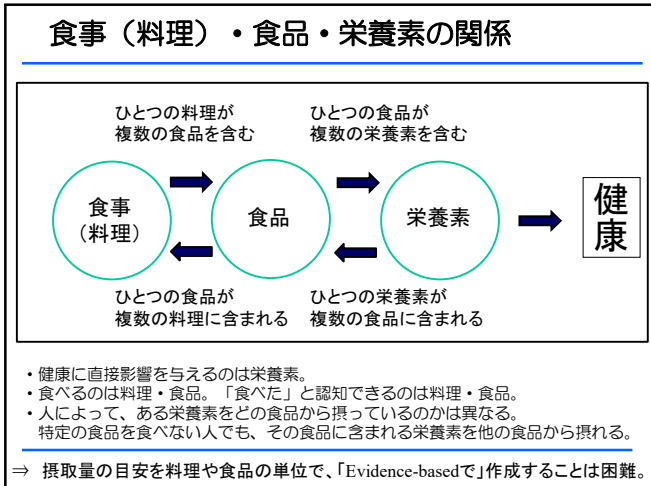 食事（料理）・食品・栄養素の関係
ひとつの料理が
複数の食品を含む
ひとつの食品が
複数の栄養素を含む
食事
（料理）
食品
栄養素
健
康
ひとつの食品が
複数の料理に含まれる
ひとつの栄養素が
複数の食品に含まれる
・健康に直接影響を与えるのは栄養素。
・食べるのは料理・食品。「食べた」と認知できるのは料理・食品。
・人によって、ある栄養素をどの食品から摂っているのかは異なる。
特定の食品を食べない人でも、その食品に含まれる栄養素を他の食品から摂れる。
⇒ 摂取量の目安を料理や食品の単位で、「Evidence-basedで」作成することは困難。